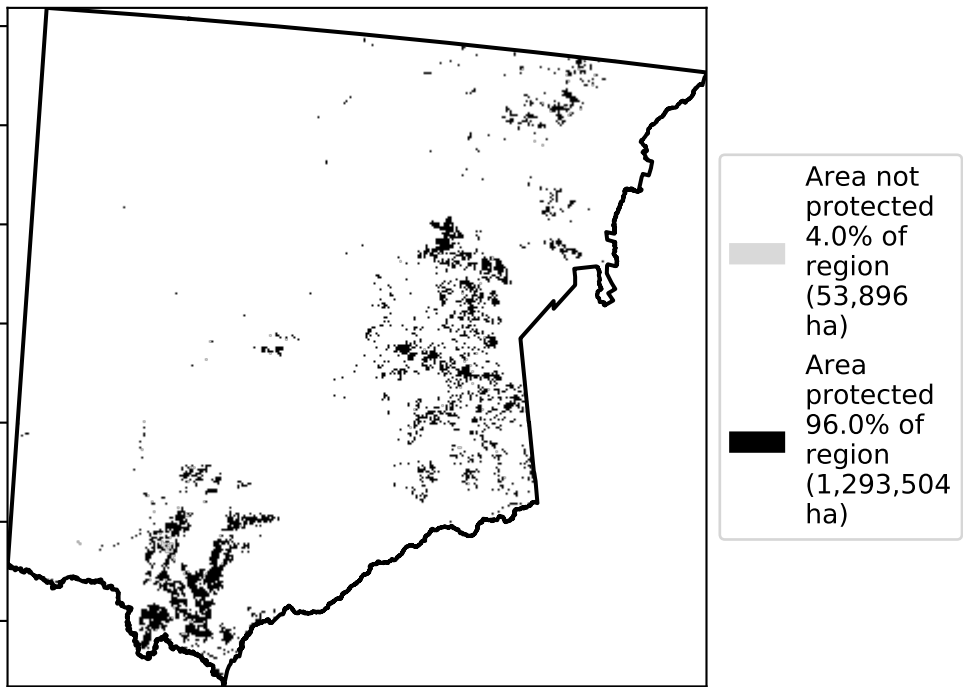 Area not
protected
4.0% of
region
(53,896
ha)
Area
protected
96.0% of
region
(1,293,504
ha)